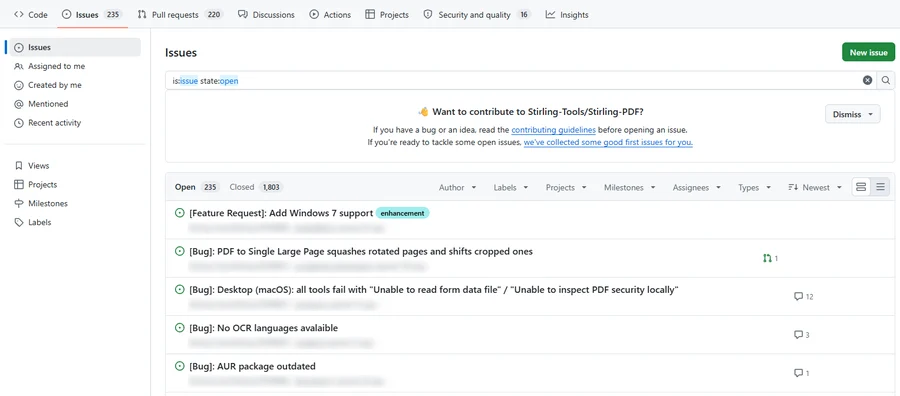 Code Issues 235 Pull requests 220 Discussions Actions Projects Security and quality 16 Insights
Issues
Assigned to me
Created by me
Mentioned
Recent activity
Views
Projects
Milestones
Labels
Issues
New issue
is:issue state:open
Want to contribute to Stirling-Tools/Stirling-PDF?
Dismiss
If you have a bug or an idea, read the contributing guidelines before opening an issue.
If you're ready to tackle some open issues, we've collected some good first issues for you.
Open 235 Closed 1,803 Author Labels Projects Milestones Assignees Types Newest
[Feature Request]: Add Windows 7 support enhancement
[Bug]: PDF to Single Large Page squashes rotated pages and shifts cropped ones
1
[Bug]: Desktop (macOS): all tools fail with "Unable to read form data file" / "Unable to inspect PDF security locally"
12
[Bug]: No OCR languages avalaible
3
[Bug]: AUR package outdated
1